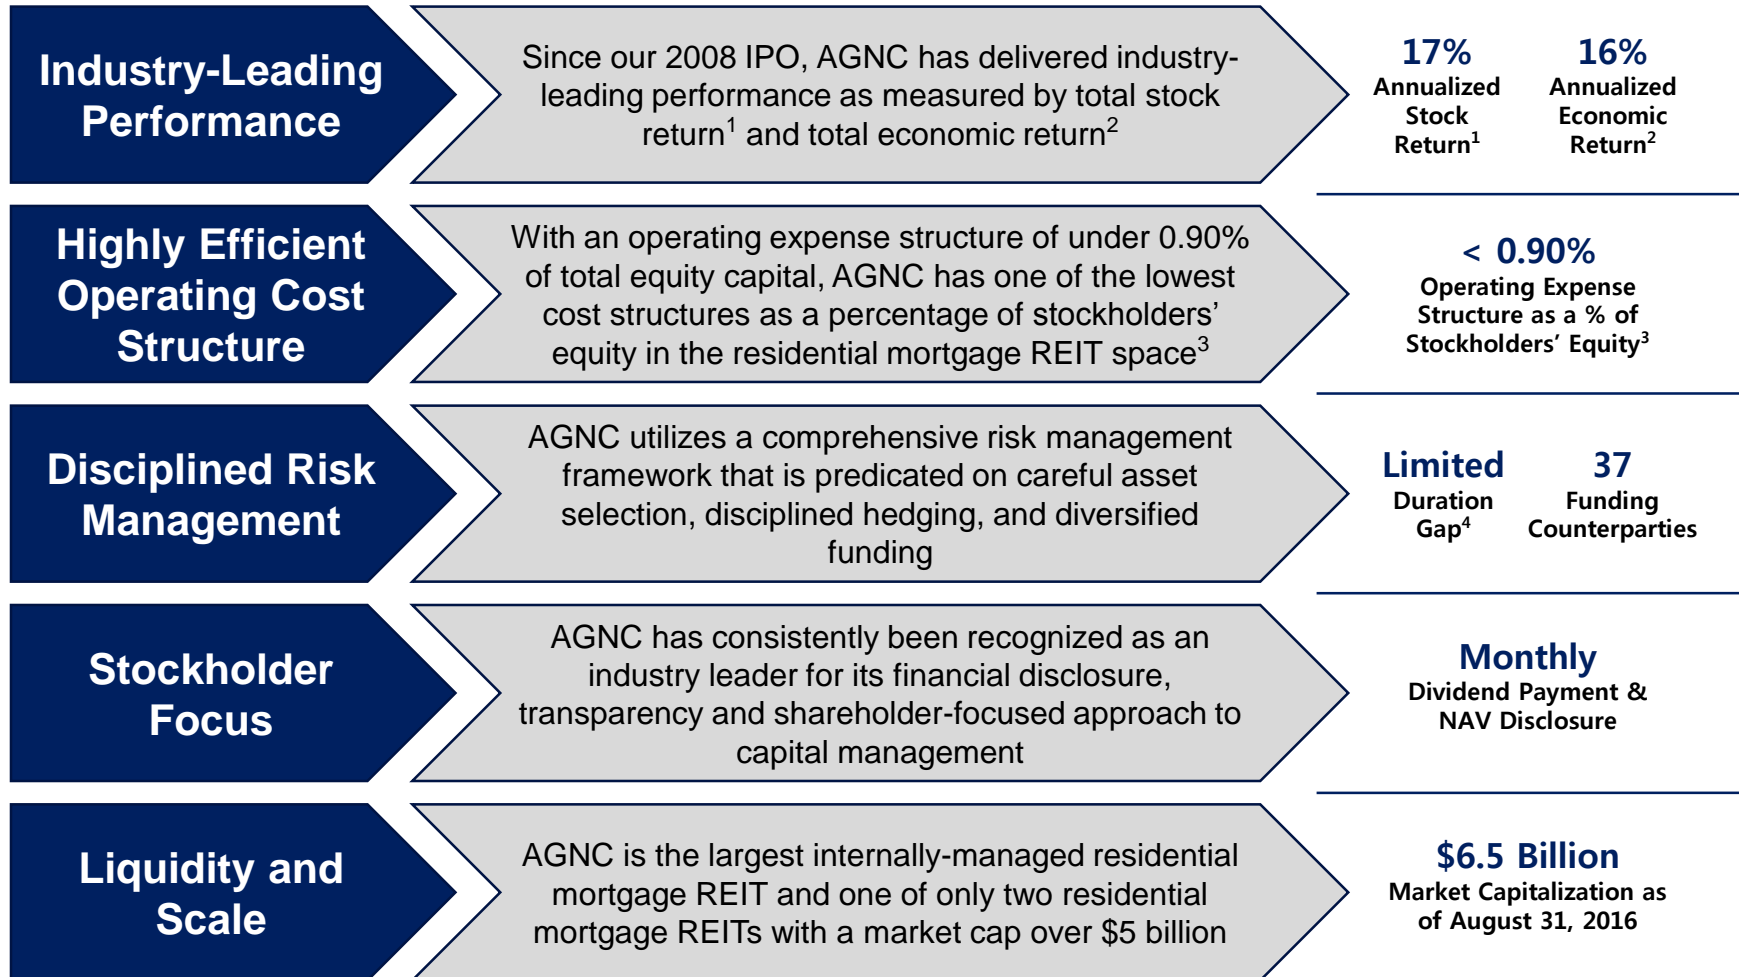 Industry-Leading
Performance
Since our 2008 IPO, AGNC has delivered industry-
leading performance as measured by total stock
return1 and total economic return2
17%
Annualized
Stock
Return1
16%
Annualized
Economic
Return2
Highly Efficient
Operating Cost
Structure
With an operating expense structure of under 0.90%
of total equity capital, AGNC has one of the lowest
cost structures as a percentage of stockholders’
equity in the residential mortgage REIT space3
< 0.90%
Operating Expense
Structure as a % of
Stockholders’ Equity3
Disciplined Risk
Management
AGNC utilizes a comprehensive risk management
framework that is predicated on careful asset
selection, disciplined hedging, and diversified
funding
Limited
Duration
Gap4
37
Funding
Counterparties
Stockholder
Focus
AGNC has consistently been recognized as an
industry leader for its financial disclosure,
transparency and shareholder-focused approach to
capital management
Monthly
Dividend Payment &
NAV Disclosure
Liquidity and
Scale
AGNC is the largest internally-managed residential
mortgage REIT and one of only two residential
mortgage REITs with a market cap over $5 billion
$6.5 Billion
Market Capitalization as
of August 31, 2016